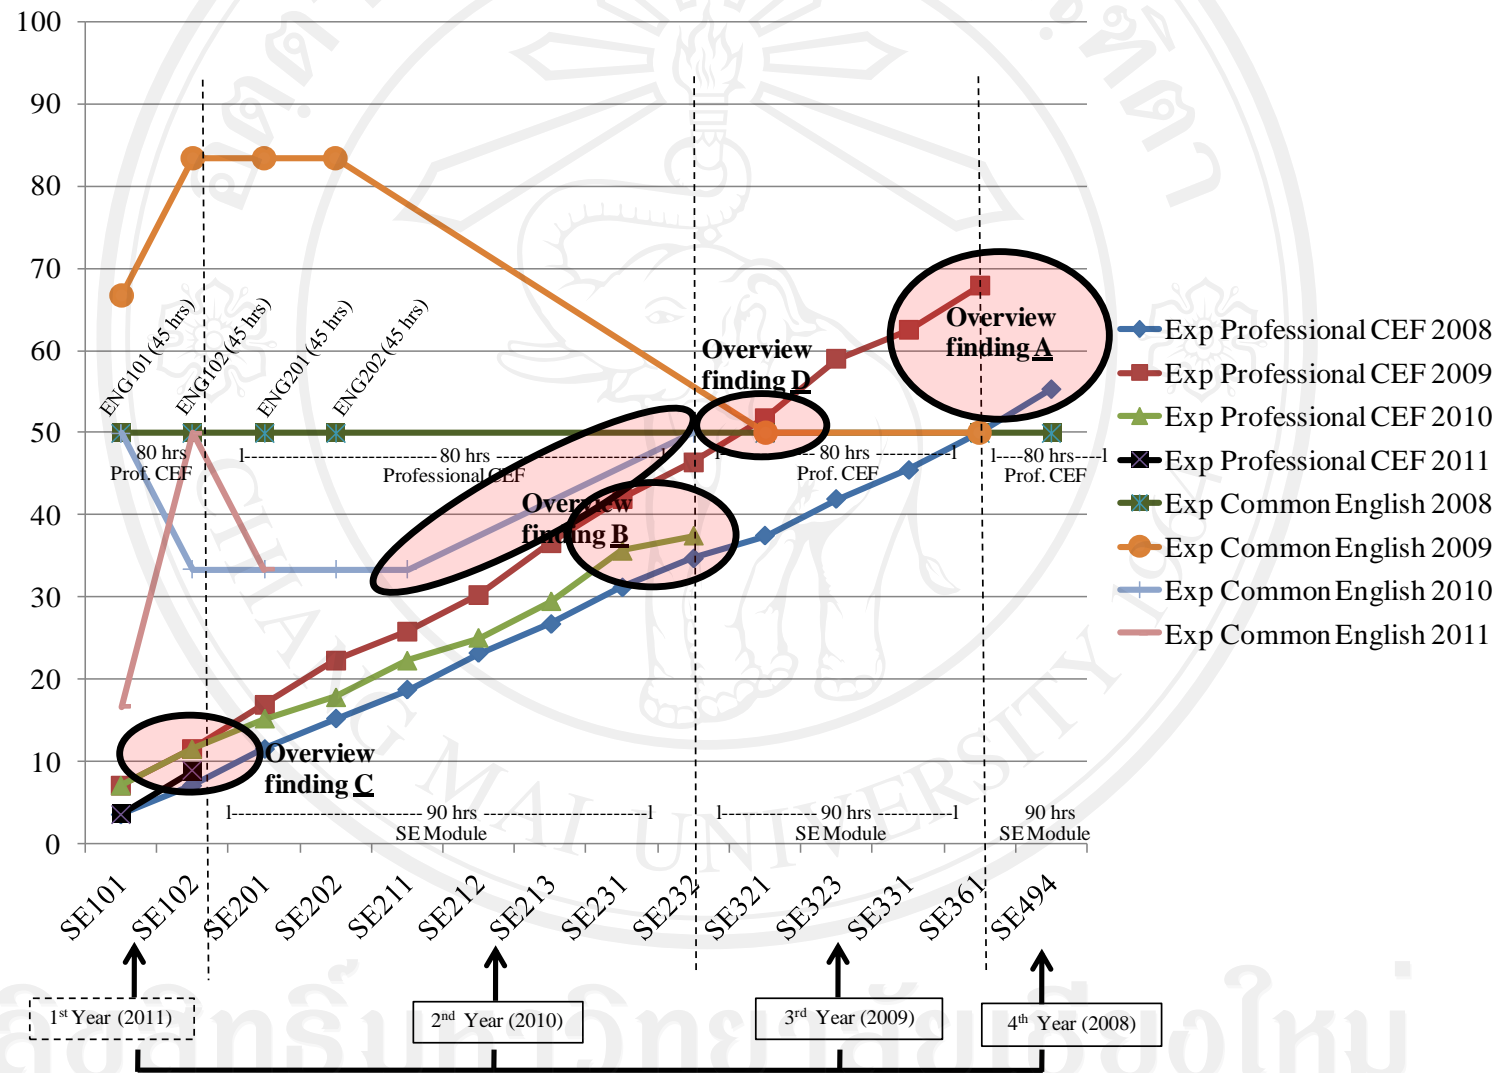 100
90
80
70
60
50
40
30
20
10
0
ENG101 (45 hrs)
ENG102 (45 hrs)
ENG201 (45 hrs)
ENG202 (45 hrs)
Overview
finding A
Overview
finding D
80 hrs
Prof. CEF
l---------------------------- 80 hrs ------------------------l
Professional CEF
l-------------- 80 hrs -----------l
Prof. CEF
l----80 hrs----l
Prof. CEF
Overview
finding B
Overview
finding C
l---------------------------- 90 hrs ------------------------l
SE Module
l-------------- 90 hrs -----------l
SE Module
90 hrs
SE Module
Exp Professional CEF 2008
Exp Professional CEF 2009
Exp Professional CEF 2010
Exp Professional CEF 2011
Exp Common English 2008
Exp Common English 2009
Exp Common English 2010
Exp Common English 2011
SE101
SE102
SE201
SE202
SE211
SE212
SE213
SE231
SE232
SE321
SE323
SE331
SE361
SE494
1st Year (2011)
2nd Year (2010)
3rd Year (2009)
4th Year (2008)
CHIANG MAI UNIVERSITY